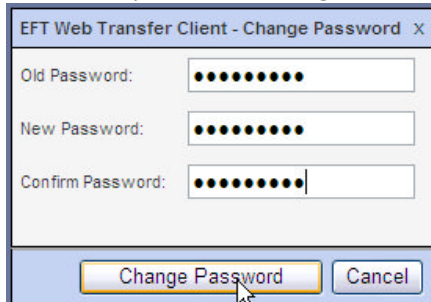 EFT Web Transfer Client - Change Password X
Old Password: ●●●●●●●●●
New Password: ●●●●●●●●●
Confirm Password: ●●●●●●●●●
Change Password Cancel